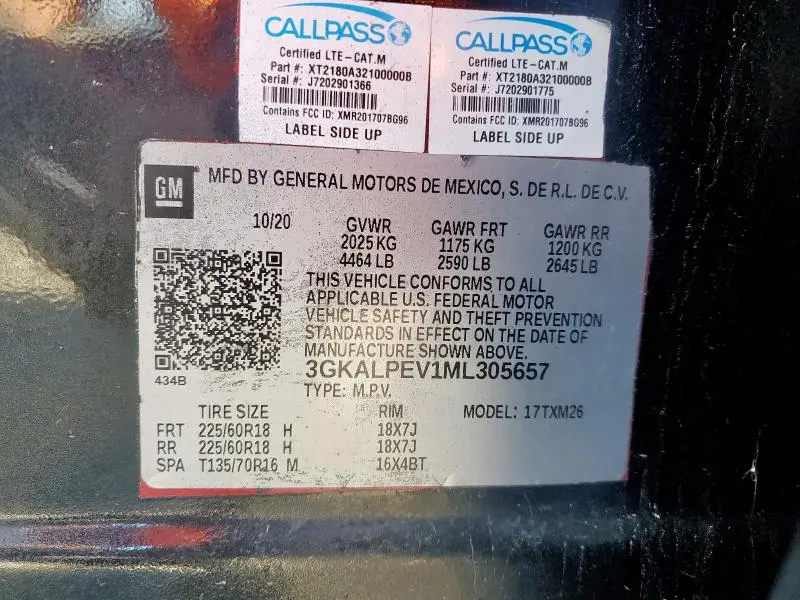 CALLPASS
Certified LTE-CAT.M
Part #: XT2180A32100000B
Serial #: J7202901366
Contains FCC ID: XMR201707BG96
LABEL SIDE UP
CALLPASS
Certified LTE-CAT.M
Part #: XT2180A32100000B
Serial #: J7202901775
Contains FCC ID: XMR201707BG96
LABEL SIDE UP
GM
MFD BY GENERAL MOTORS DE MEXICO, S. DE R.L. DE C.V.
10/20 GVWR GAWR FRT GAWR RR
2025 KG 1175 KG 1200 KG
4464 LB 2590 LB 2645 LB
THIS VEHICLE CONFORMS TO ALL
APPLICABLE U.S. FEDERAL MOTOR
VEHICLE SAFETY AND THEFT PREVENTION
STANDARDS IN EFFECT ON THE DATE OF
MANUFACTURE SHOWN ABOVE.
434B
3GKALPEV1ML305657
TYPE: M.P.V.
TIRE SIZE RIM MODEL: 17TXM26
FRT 225/60R18 H 18X7J
RR 225/60R18 H 18X7J
SPA T135/70R16 M 16X4BT